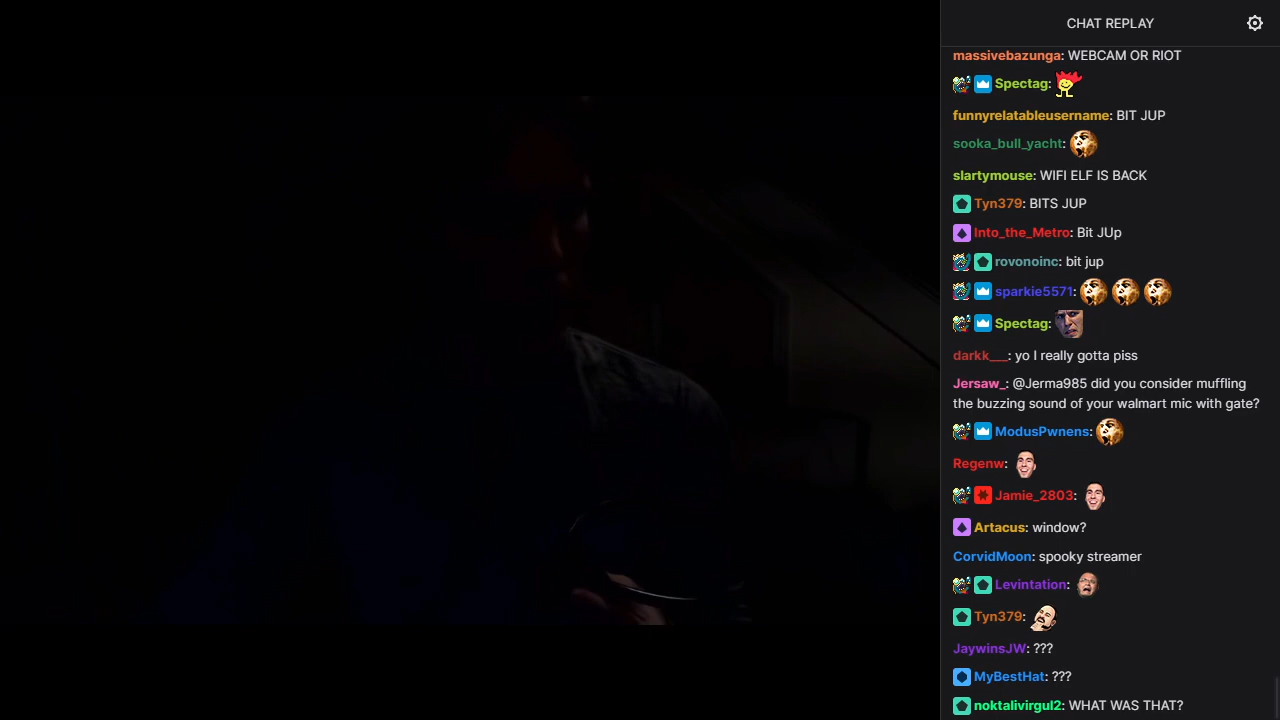 CHAT REPLAY
massivebazunga: WEBCAM OR RIOT
Spectag:
funnyrelatableusername: BIT JUP
sooka_bull_yacht:
slartymouse: WIFI ELF IS BACK
Tyn379: BITS JUP
Into_the_Metro: Bit JUp
rovonoinc: bit jup
sparkie5571:
Spectag:
darkk___: yo I really gotta piss
Jersaw_: @Jerma985 did you consider muffling
the buzzing sound of your walmart mic with gate?
ModusPwnens:
Regenw:
Jamie_2803:
Artacus: window?
CorvidMoon: spooky streamer
Levintation:
Tyn379:
JaywinsJW: ???
MyBestHat: ???
noktalivirgul2: WHAT WAS THAT?